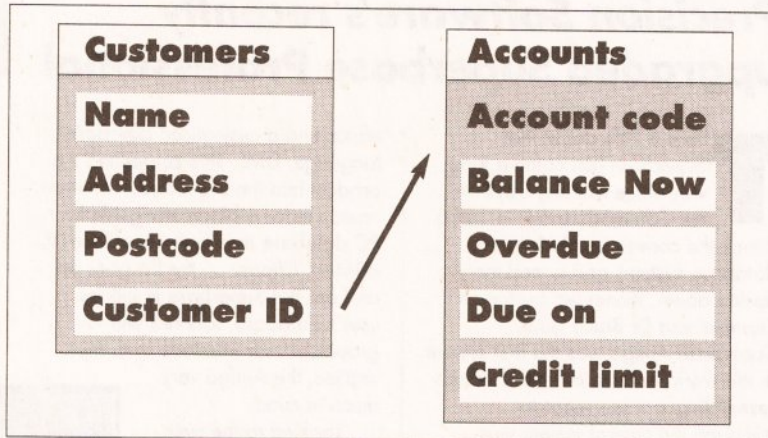 Customers
Name
Address
Postcode
Customer ID
Accounts
Account code
Balance Now
Overdue
Due on
Credit limit